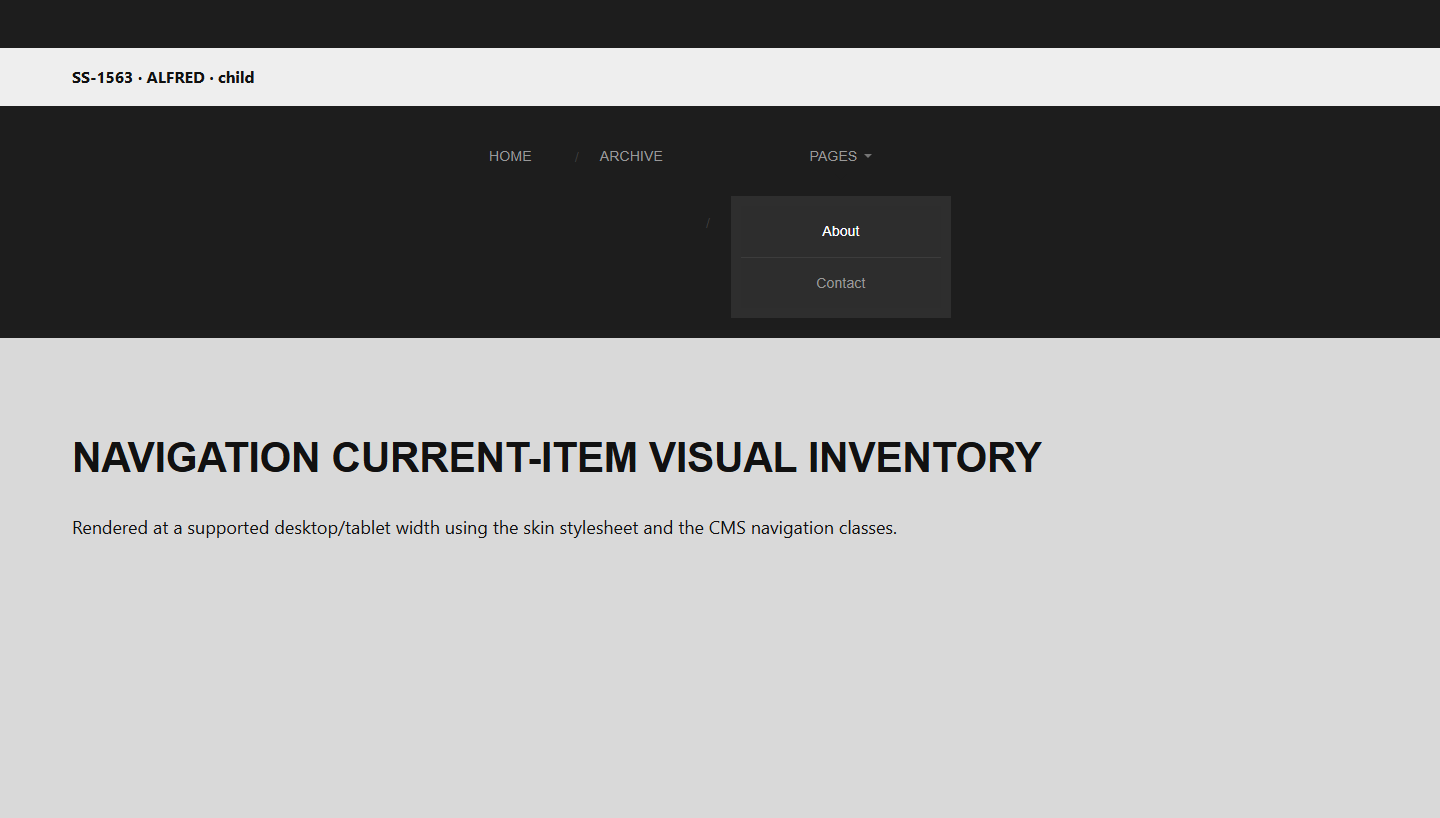 SS-1563 · ALFRED · child
HOME / ARCHIVE PAGES
/
About
Contact
NAVIGATION CURRENT-ITEM VISUAL INVENTORY
Rendered at a supported desktop/tablet width using the skin stylesheet and the CMS navigation classes.